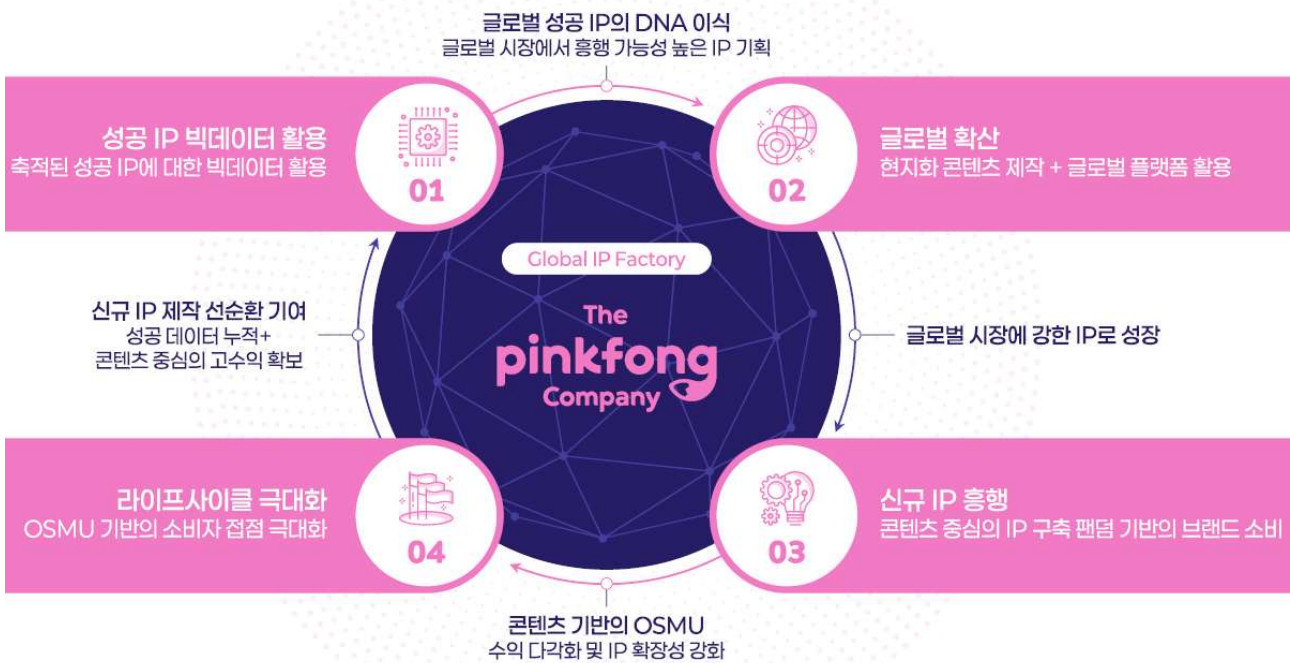 글로벌 성공 IP의 DNA 이식
글로벌 시장에서 흥행 가능성 높은 IP 기획
성공 IP 빅데이터 활용
축적된 성공 IP에 대한 빅데이터 활용
01
02
글로벌 확산
현지화 콘텐츠 제작 + 글로벌 플랫폼 활용
Global IP Factory
The
pinkfong
Company
신규 IP 제작 선순환 기여
성공 데이터 누적+
콘텐츠 중심의 고수익 확보
글로벌 시장에 강한 IP로 성장
라이프사이클 극대화
OSMU 기반의 소비자 접점 극대화
04
03
신규 IP 흥행
콘텐츠 중심의 IP 구축 팬덤 기반의 브랜드 소비
콘텐츠 기반의 OSMU
수익 다각화 및 IP 확장성 강화